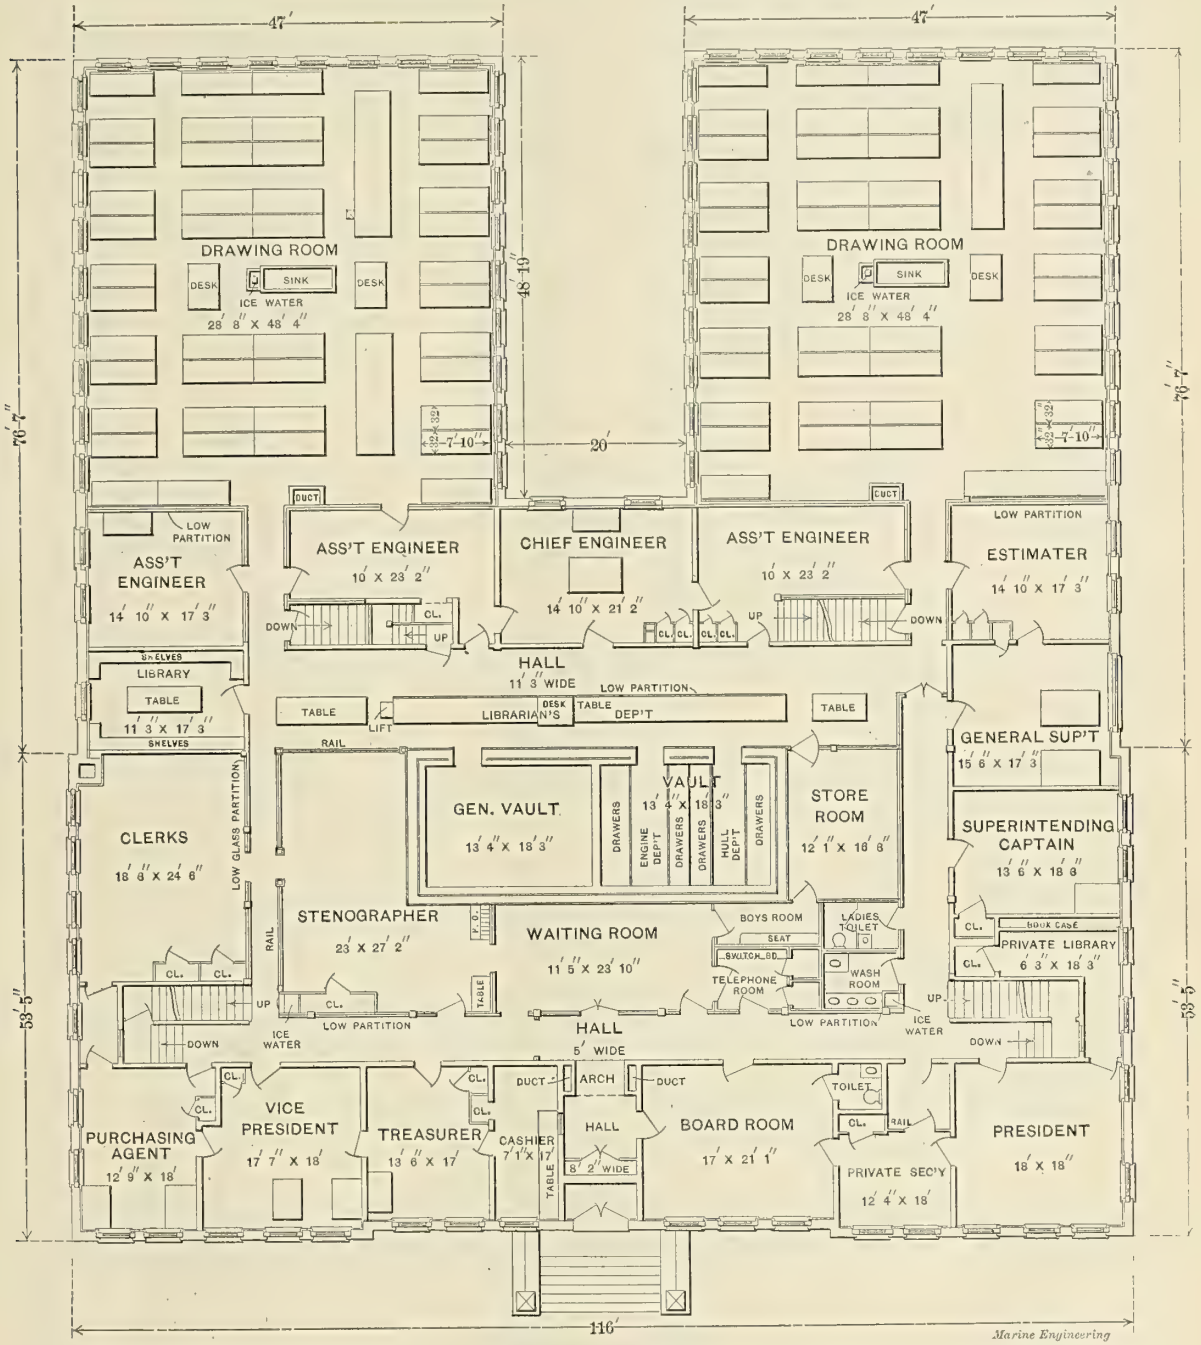 47'
47'
DRAWING ROOM
DESK
SINK
DESK
ICE WATER
28' 8" X 48' 4"
48'-19"
DRAWING ROOM
DESK
SINK
DESK
ICE WATER
28' 8" X 48' 4"
76'-7"
76'-7"
32" 32"
7'-10"
20'
32" 32"
7'-10"
DUCT
DUCT
LOW
PARTITION
ASS'T
ENGINEER
14' 10" X 17' 3"
ASS'T ENGINEER
10' X 23' 2"
CHIEF ENGINEER
14' 10" X 21' 2"
ASS'T ENGINEER
10' X 23' 2"
LOW PARTITION
ESTIMATER
14' 10" X 17' 3"
DOWN
CL.
UP
CL.
CL.
CL.
CL.
UP
DOWN
SHELVES
LIBRARY
TABLE
11' 3" X 17' 3"
SHELVES
HALL
11' 3" WIDE
LOW PARTITION
TABLE
LIFT
LIBRARIAN'S
DESK
TABLE
DEP'T
TABLE
RAIL
GENERAL SUP'T
15' 6" X 17' 3"
CLERKS
18' 8" X 24' 6"
LOW GLASS PARTITION
GEN. VAULT
13' 4" X 18' 3"
VAULT
13' 4" X 18' 3"
DRAWERS
ENGINE
DEP'T
DRAWERS
DRAWERS
HULL
DEP'T
DRAWERS
STORE
ROOM
12' 1" X 16' 8"
SUPERINTENDING
CAPTAIN
13' 6" X 18' 8"
STENOGRAPHER
23' X 27' 2"
RAIL
P. O.
WAITING ROOM
11' 5" X 23' 10"
BOYS ROOM
SEAT
LADIES
TOILET
SWITCH BD.
TELEPHONE
ROOM
WASH
ROOM
CL.
BOOK CASE
PRIVATE LIBRARY
6' 3" X 18' 3"
CL.
CL.
CL.
CL.
TABLE
UP
DOWN
ICE
WATER
LOW PARTITION
HALL
5' WIDE
LOW PARTITION
ICE
WATER
UP
DOWN
53'-5"
53'-5"
CL.
CL.
PURCHASING
AGENT
12' 9" X 18'
VICE
PRESIDENT
17' 7" X 18'
CL.
CL.
TREASURER
13' 6" X 17'
CASHIER
7' 1" X 17'
TABLE
DUCT
ARCH
DUCT
HALL
8' 2" WIDE
BOARD ROOM
17' X 21' 1"
TOILET
CL.
RAIL
PRIVATE SEC'Y
12' 4" X 18'
PRESIDENT
18' X 18"
116'
Marine Engineering